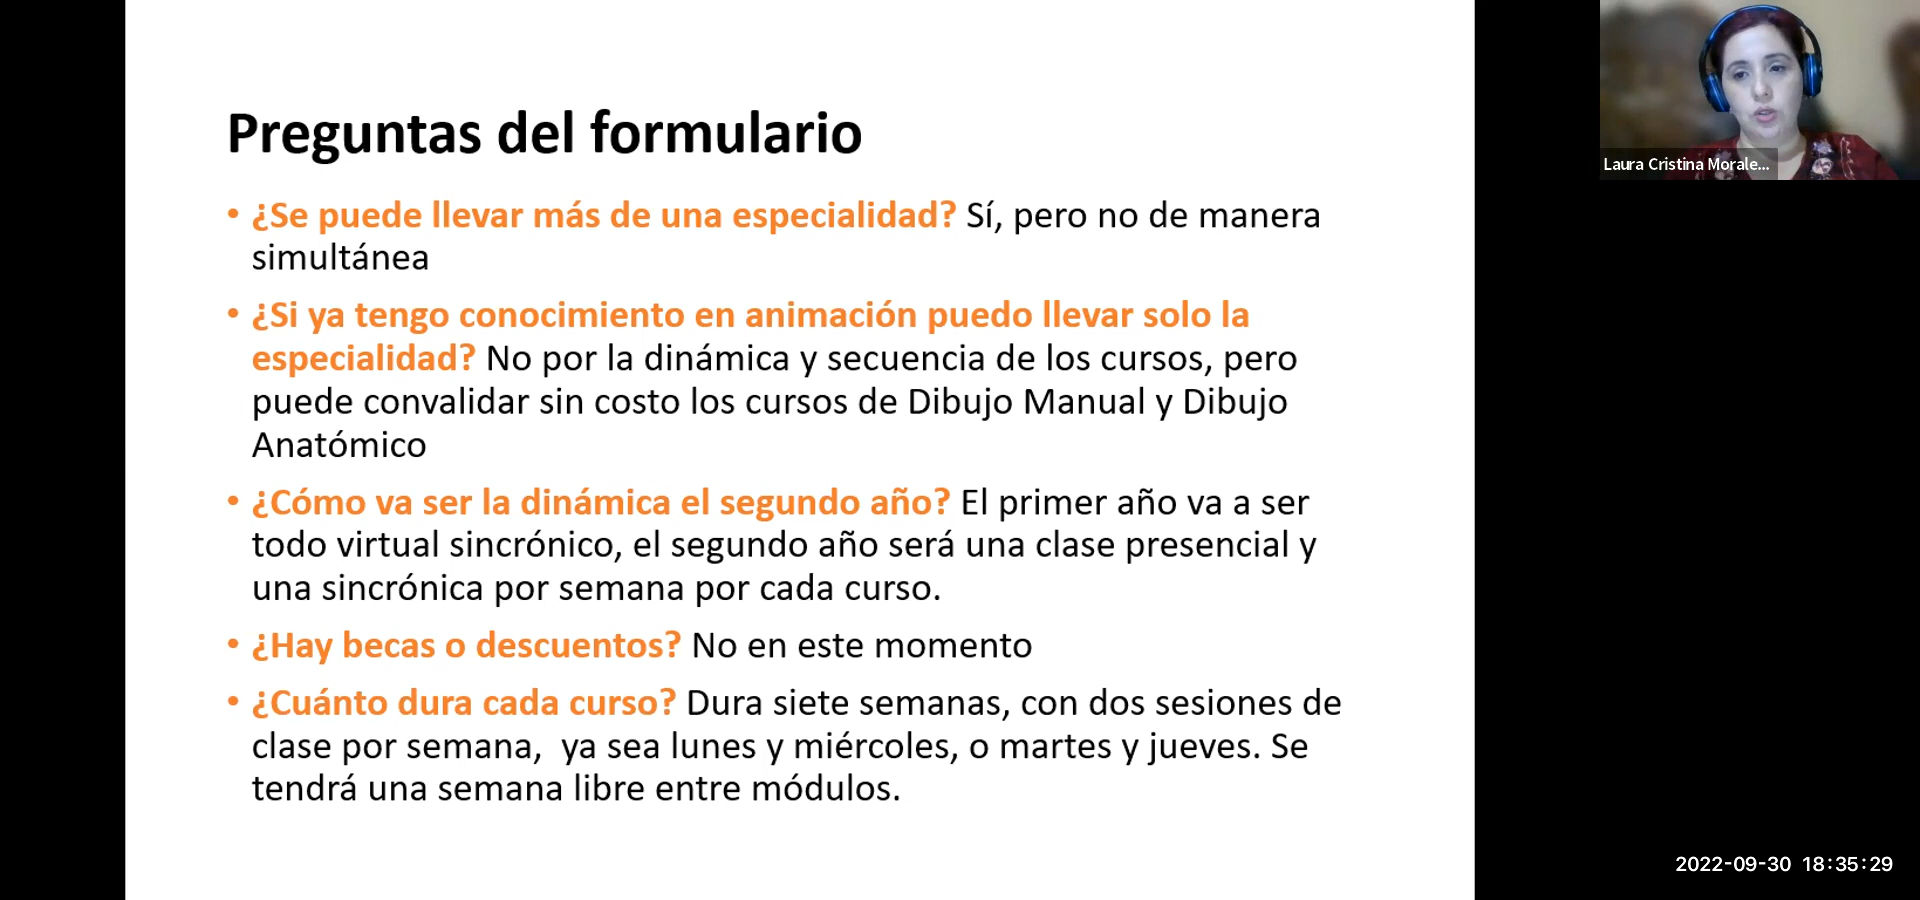 Preguntas del formulario
• ¿Se puede llevar más de una especialidad? Sí, pero no de manera
simultánea
• ¿Si ya tengo conocimiento en animación puedo llevar solo la
especialidad? No por la dinámica y secuencia de los cursos, pero
puede convalidar sin costo los cursos de Dibujo Manual y Dibujo
Anatómico
• ¿Cómo va ser la dinámica el segundo año? El primer año va a ser
todo virtual sincrónico, el segundo año será una clase presencial y
una sincrónica por semana por cada curso.
• ¿Hay becas o descuentos? No en este momento
• ¿Cuánto dura cada curso? Dura siete semanas, con dos sesiones de
clase por semana,  ya sea lunes y miércoles, o martes y jueves. Se
tendrá una semana libre entre módulos.
Laura Cristina Morale...
2022-09-30 18:35:29